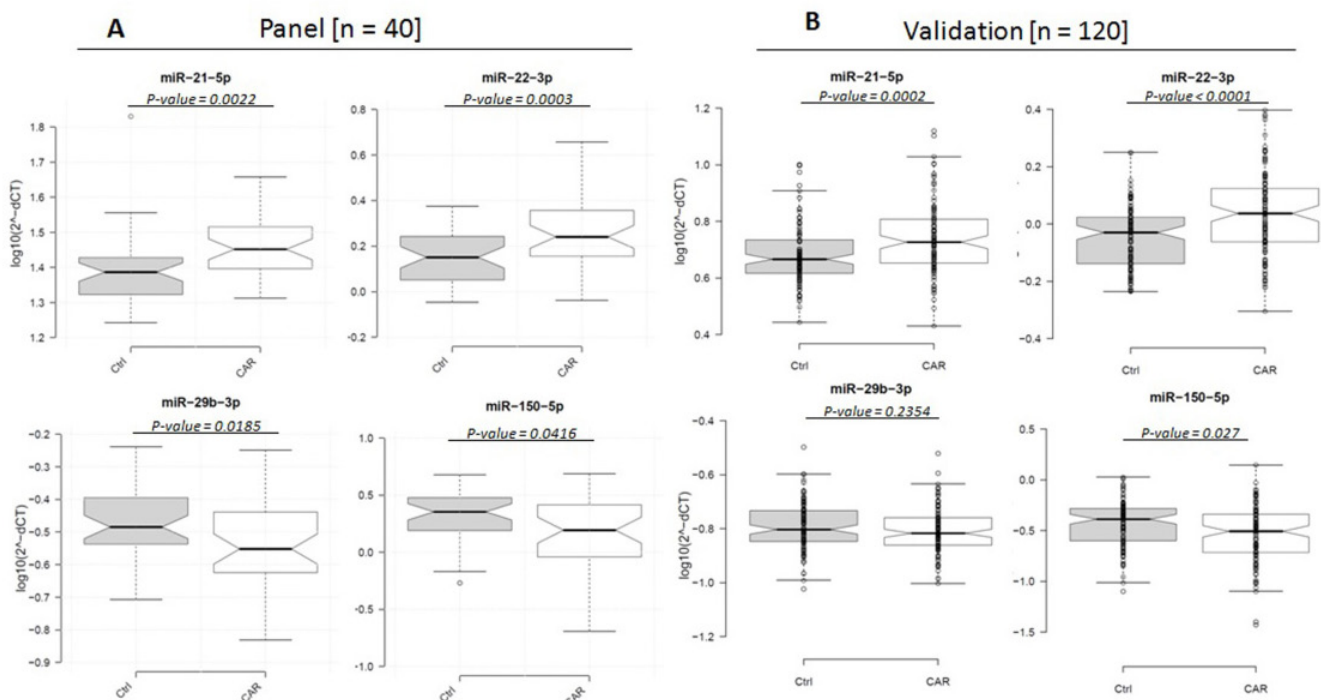 A
Panel [n = 40]
miR-21-5p
P-value = 0.0022
log10(2^-dCT)
1.8
1.7
1.6
1.5
1.4
1.3
1.2
Ctrl
CAR
miR-22-3p
P-value = 0.0003
0.8
0.6
0.4
0.2
0.0
-0.2
Ctrl
CAR
miR-29b-3p
P-value = 0.0185
log10(2^-dCT)
-0.2
-0.3
-0.4
-0.5
-0.6
-0.7
-0.8
-0.9
Ctrl
CAR
miR-150-5p
P-value = 0.0416
1.0
0.5
0.0
-0.5
-1.0
Ctrl
CAR
B
Validation [n = 120]
miR-21-5p
P-value = 0.0002
log10(2^-dCT)
1.2
1.0
0.8
0.6
0.4
Ctrl
CAR
miR-22-3p
P-value < 0.0001
0.4
0.2
0.0
-0.2
-0.4
Ctrl
CAR
miR-29b-3p
P-value = 0.2354
log10(2^-dCT)
-0.4
-0.6
-0.8
-1.0
-1.2
Ctrl
CAR
miR-150-5p
P-value = 0.027
0.5
0.0
-0.5
-1.0
-1.5
Ctrl
CAR